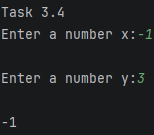 Task 3.4
Enter a number x:-1
Enter a number y:3
-1